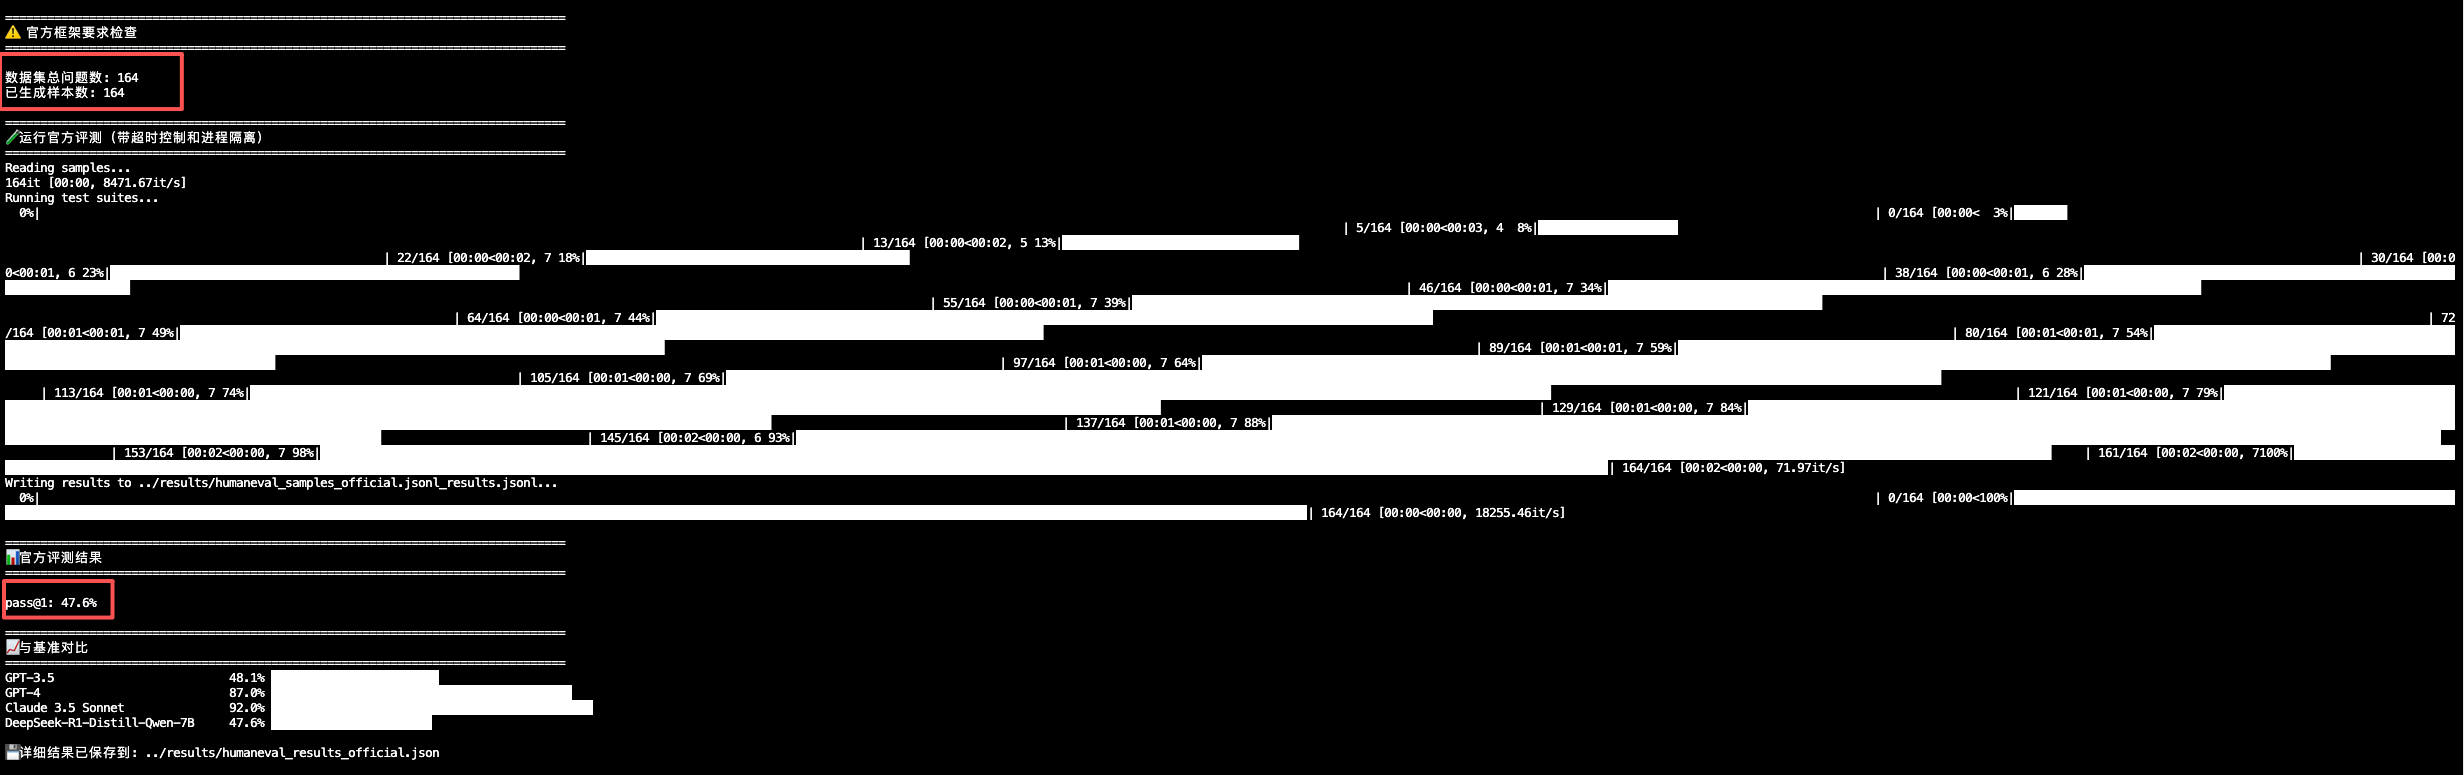 ================================================================================
⚠️ 官方框架要求检查
================================================================================
数据集总问题数: 164
已生成样本数: 164
================================================================================
🧪运行官方评测（带超时控制和进程隔离）
================================================================================
Reading samples...
164it [00:00, 8471.67it/s]
Running test suites...
0%| | 0/164 [00:00< 3%|
| 5/164 [00:00<00:03, 4 8%|
| 13/164 [00:00<00:02, 5 13%|
| 22/164 [00:00<00:02, 7 18%| | 30/164 [00:0
0<00:01, 6 23%| | 38/164 [00:00<00:01, 6 28%|
| 46/164 [00:00<00:01, 7 34%|
| 55/164 [00:00<00:01, 7 39%|
| 64/164 [00:00<00:01, 7 44%| | 72
/164 [00:01<00:01, 7 49%| | 80/164 [00:01<00:01, 7 54%|
| 89/164 [00:01<00:01, 7 59%|
| 97/164 [00:01<00:00, 7 64%|
| 105/164 [00:01<00:00, 7 69%|
| 113/164 [00:01<00:00, 7 74%| | 121/164 [00:01<00:00, 7 79%|
| 129/164 [00:01<00:00, 7 84%|
| 137/164 [00:01<00:00, 7 88%|
| 145/164 [00:02<00:00, 6 93%|
| 153/164 [00:02<00:00, 7 98%| | 161/164 [00:02<00:00, 7100%|
| 164/164 [00:02<00:00, 71.97it/s]
Writing results to ../results/humaneval_samples_official.jsonl_results.jsonl...
0%| | 0/164 [00:00<100%|
| 164/164 [00:00<00:00, 18255.46it/s]
================================================================================
📊官方评测结果
================================================================================
pass@1: 47.6%
================================================================================
📈与基准对比
================================================================================
GPT-3.5 48.1%
GPT-4 87.0%
Claude 3.5 Sonnet 92.0%
DeepSeek-R1-Distill-Qwen-7B 47.6%
💾详细结果已保存到: ../results/humaneval_results_official.json